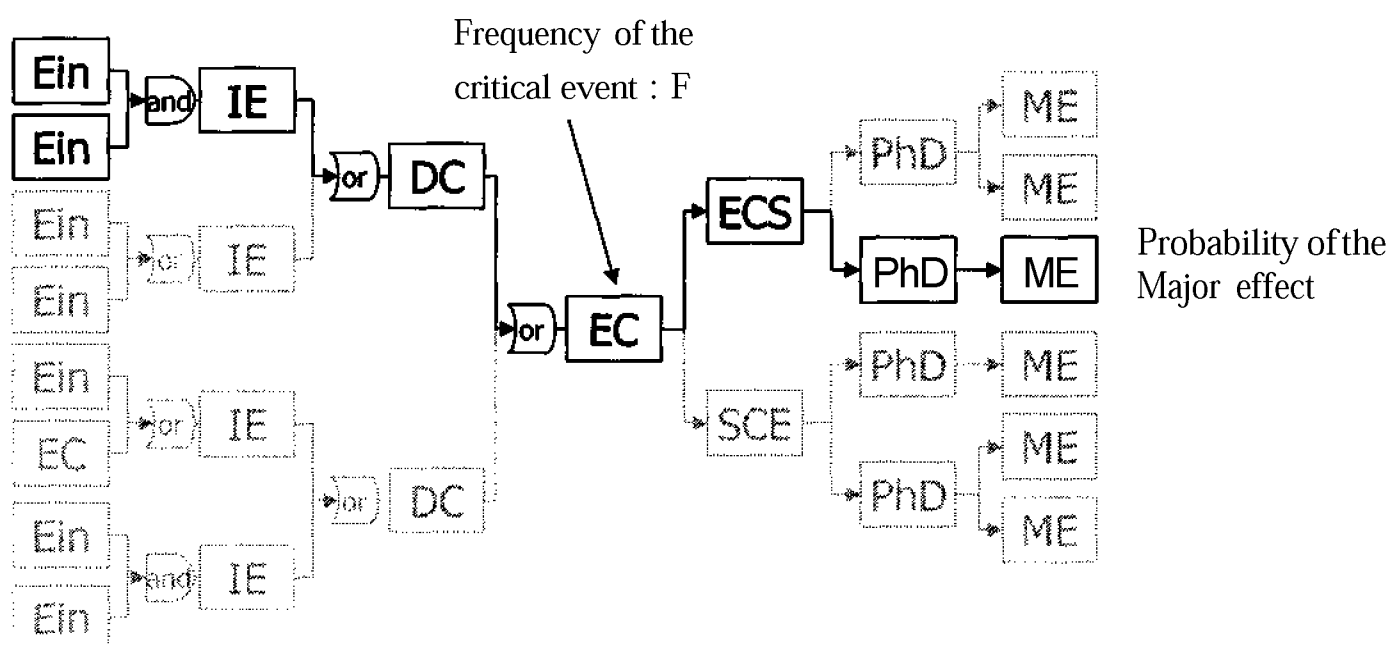 Frequency of the
critical event : F
Ein
Ein
and
IE
or
DC
Ein
Ein
or
IE
or
EC
Ein
EC
or
IE
or
DC
Ein
Ein
and
IE
ECS
PhD
ME
ME
PhD
ME
SCE
PhD
ME
PhD
ME
ME
Probability of the
Major effect